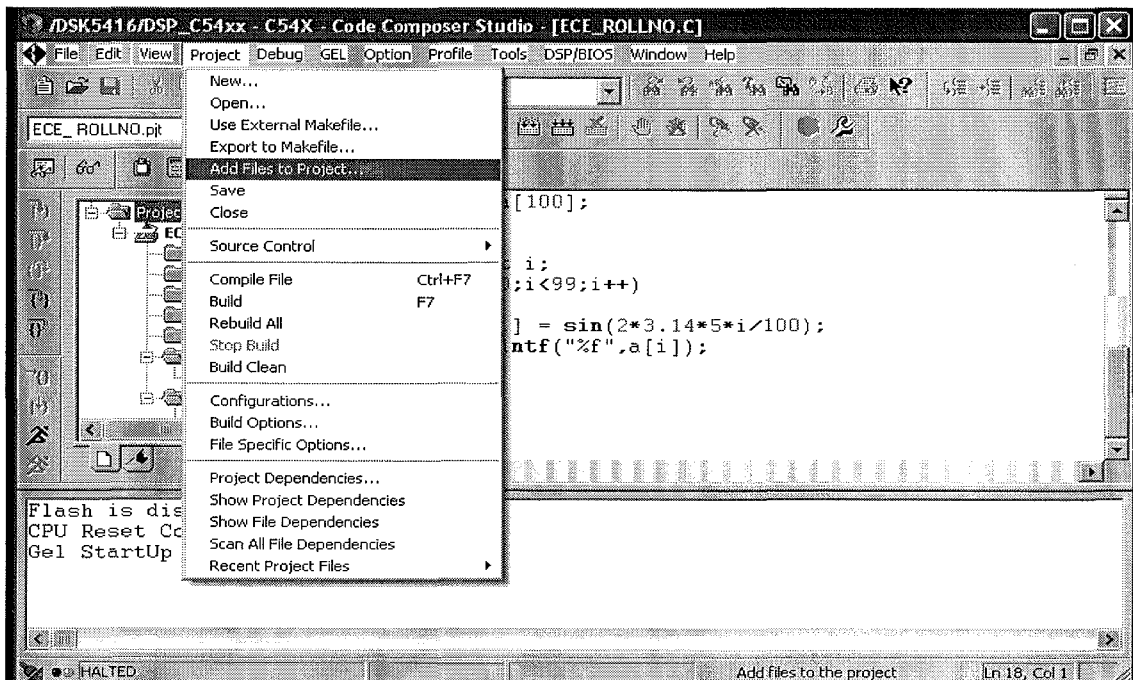 /DSK5416/DSP_C54xx - C54X - Code Composer Studio - [ECE_ROLLNO.C]
File Edit View Project Debug GEL Option Profile Tools DSP/BIOS Window Help
New...
Open...
ECE_ ROLLNO.pjt
Use External Makefile...
Export to Makefile...
Add Files to Project...
Save
[100];
Projec
Close
EC
Source Control
i;
Compile File Ctrl+F7
;i<99;i++)
Build F7
Rebuild All
] = sin(2*3.14*5*i/100);
Stop Build
ntf("%f",a[i]);
Build Clean
Configurations...
Build Options...
File Specific Options...
Project Dependencies...
Show Project Dependencies
Show File Dependencies
Scan All File Dependencies
Recent Project Files
Flash is dis
CPU Reset Co
Gel StartUp
HALTED
Add files to the project
Ln 18, Col 1